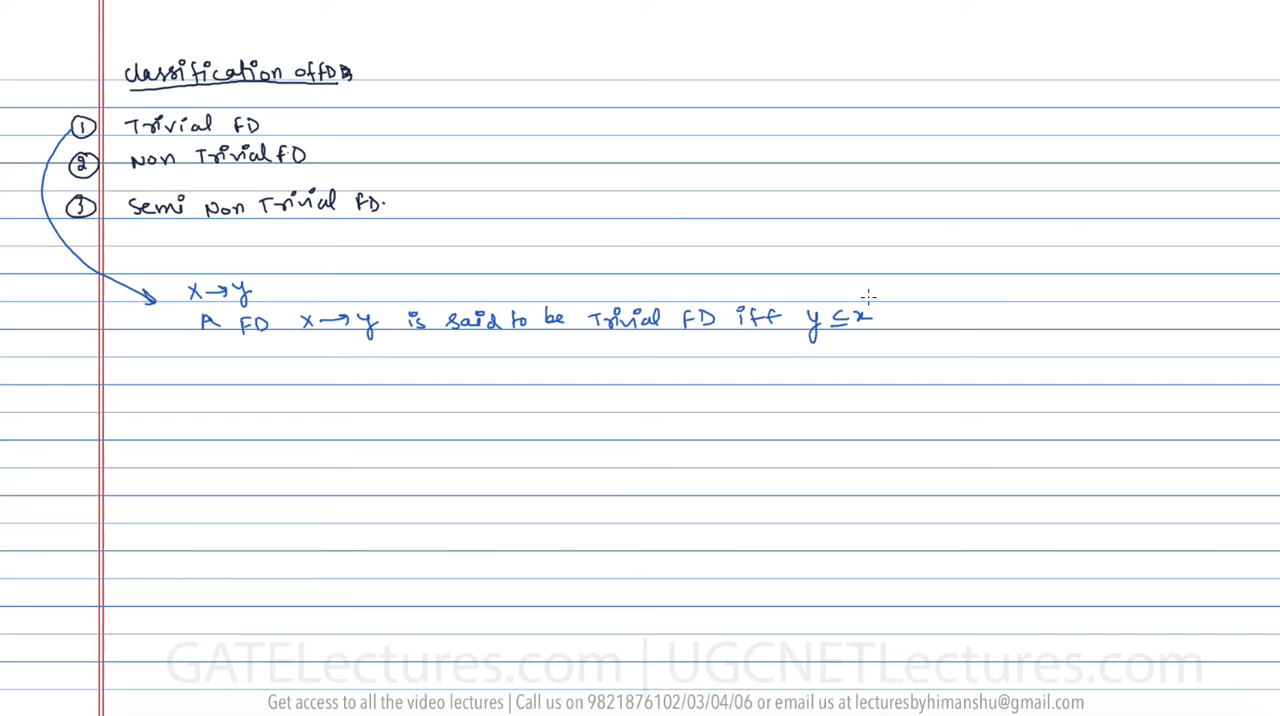 Classification of FDs
① Trivial FD
② Non Trivial FD
③ Semi Non Trivial FD.
X→y
A FD X→y is said to be Trivial FD iff y ⊆ x
GATELectures.com | UGCNETLectures.com
Get access to all the video lectures | Call us on 9821876102/03/04/06 or email us at lecturesbyhimanshu@gmail.com